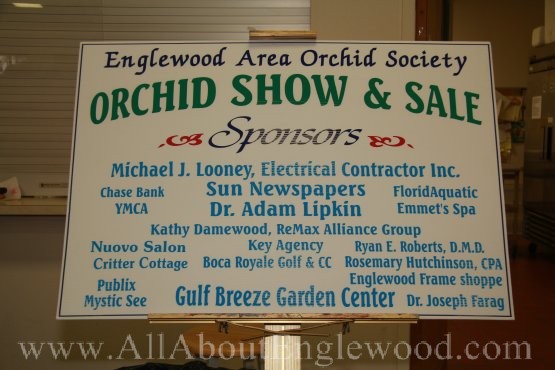 Englewood Area Orchid Society
ORCHID SHOW & SALE
Sponsors
Michael J. Looney, Electrical Contractor Inc.
Chase Bank Sun Newspapers FloridAquatic
YMCA Dr. Adam Lipkin Emmet's Spa
Kathy Damewood, ReMax Alliance Group
Nuovo Salon Key Agency Ryan E. Roberts, D.M.D.
Critter Cottage Boca Royale Golf & CC Rosemary Hutchinson, CPA
Publix Englewood Frame shoppe
Mystic See Gulf Breeze Garden Center Dr. Joseph Farag
www.AllAboutEnglewood.com